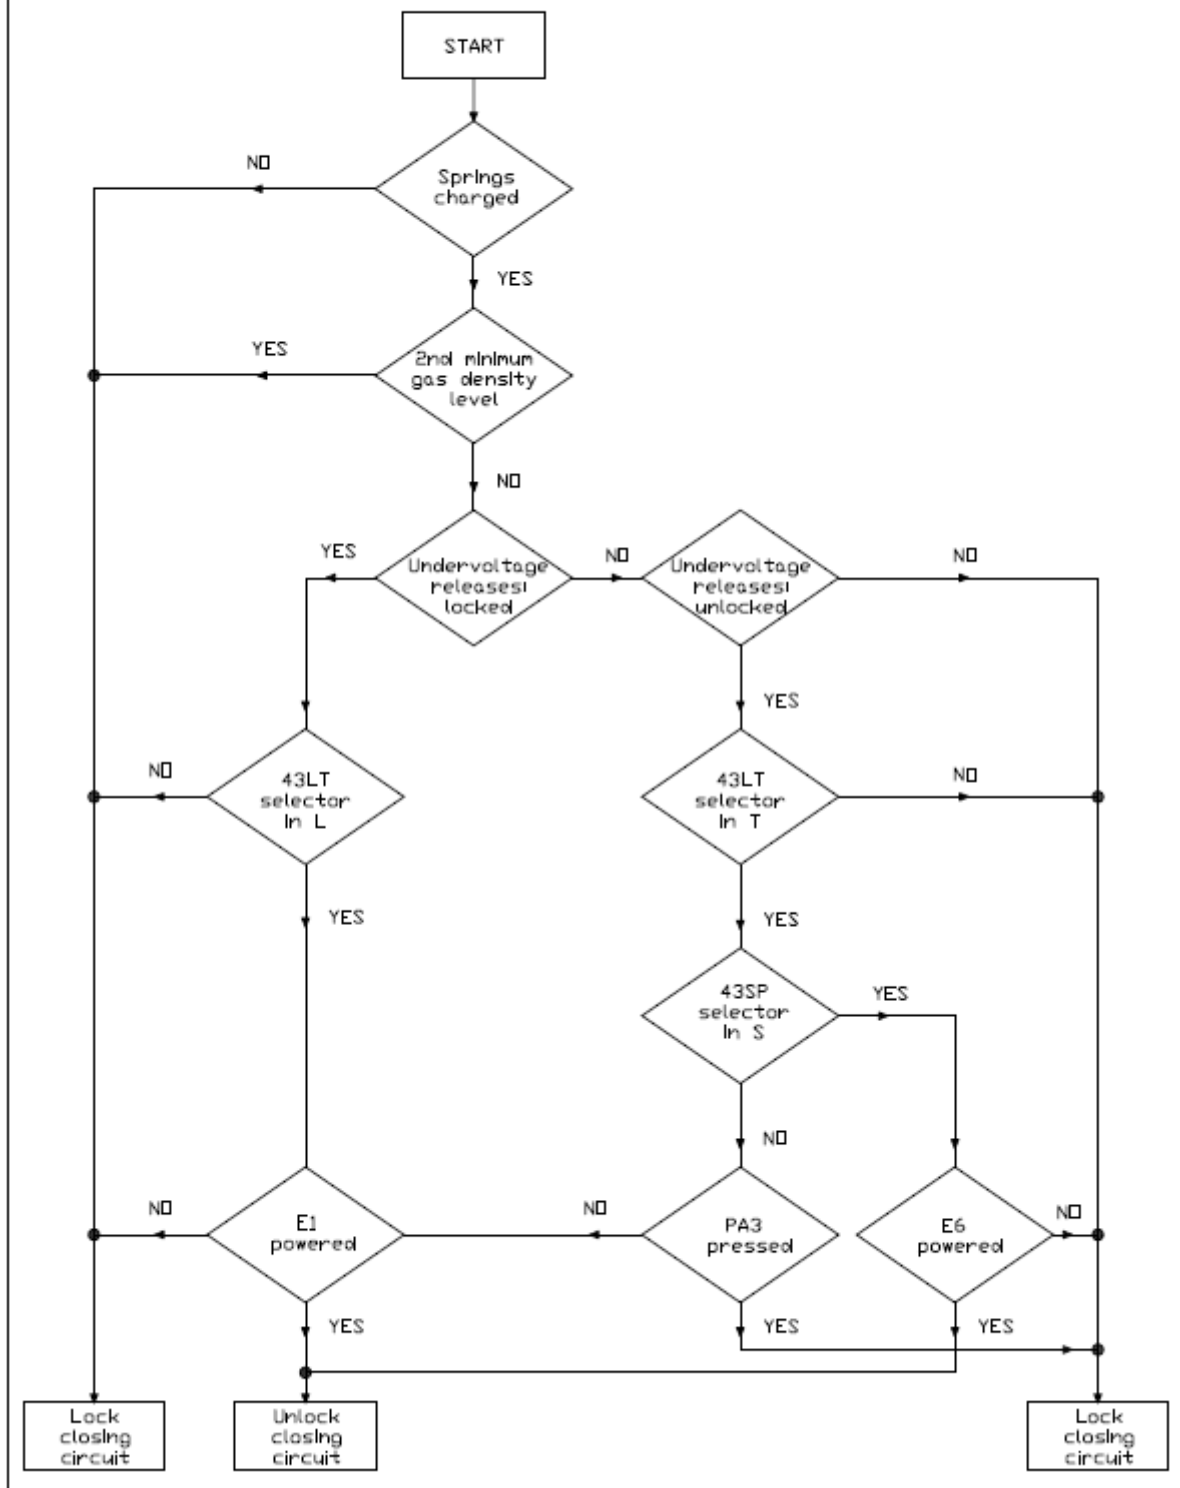 START
NO
Springs
charged
YES
YES
2nd minimum
gas density
level
NO
YES
Undervoltage
releases:
locked
NO
Undervoltage
releases:
unlocked
NO
YES
NO
43LT
selector
In L
43LT
selector
In T
NO
YES
YES
43SP
selector
In S
YES
NO
NO
E1
powered
NO
PA3
pressed
E6
powered
NO
YES
YES
YES
Lock
closing
circuit
Unlock
closing
circuit
Lock
closing
circuit